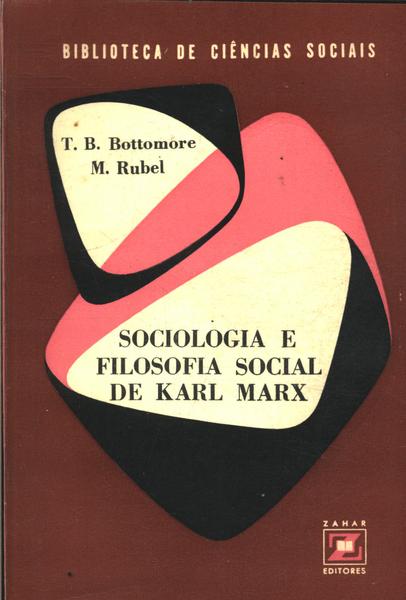 BIBLIOTECA DE CIÊNCIAS SOCIAIS
T. B. Bottomore
M. Rubel
SOCIOLOGIA E
FILOSOFIA SOCIAL
DE KARL MARX
ZAHAR
EDITORES